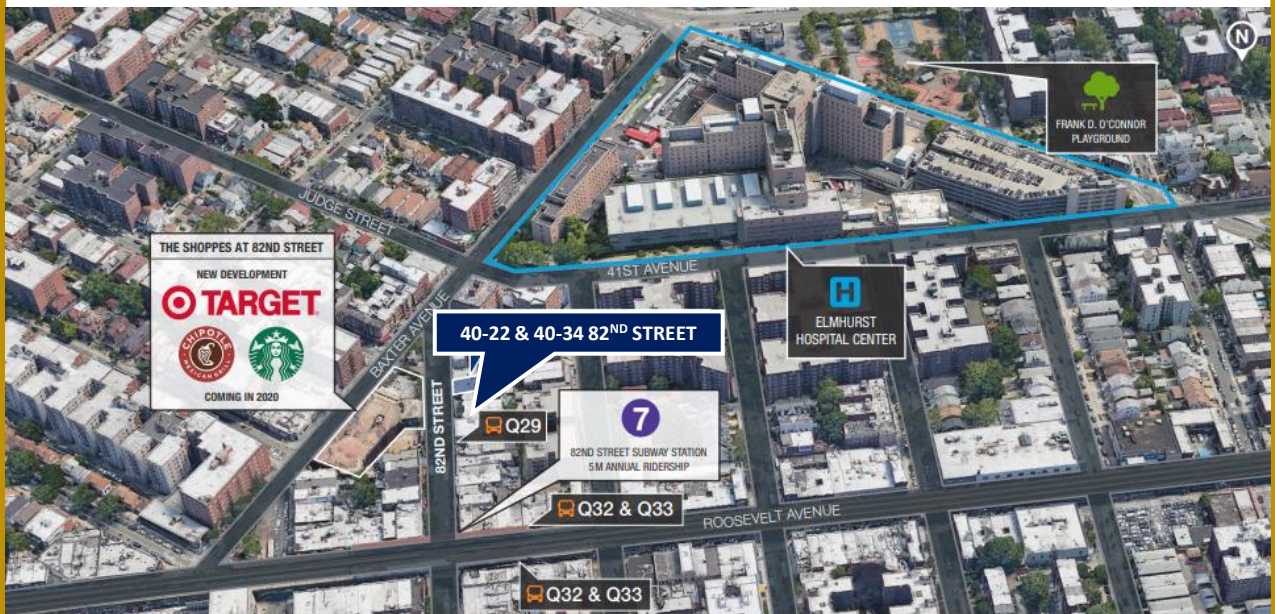 N
FRANK D. O'CONNOR
PLAYGROUND
JUDGE STREET
THE SHOPPES AT 82ND STREET
NEW DEVELOPMENT
TARGET
CHIPOTLE
MEXICAN GRILL
COMING IN 2020
BAXTER AVENUE
41ST AVENUE
H
ELMHURST
HOSPITAL CENTER
40-22 & 40-34 82ND STREET
82ND STREET
Q29
7
82ND STREET SUBWAY STATION
5M ANNUAL RIDERSHIP
Q32 & Q33
ROOSEVELT AVENUE
Q32 & Q33